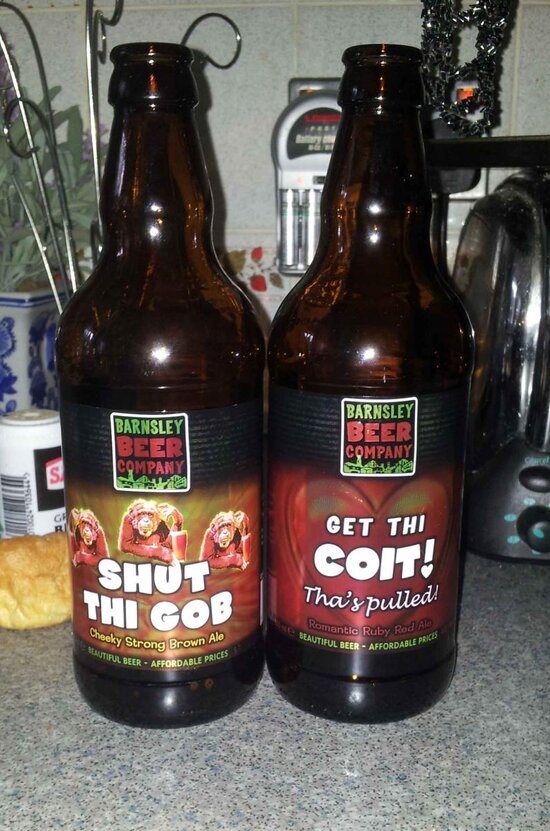 BARNSLEY
BEER
COMPANY
SHUT
THI GOB
Cheeky Strong Brown Ale
BEAUTIFUL BEER - AFFORDABLE PRICES
BARNSLEY
BEER
COMPANY
GET THI
COIT!
Tha's pulled!
Romantic Ruby Red Ale
BEAUTIFUL BEER - AFFORDABLE PRICES
Battery